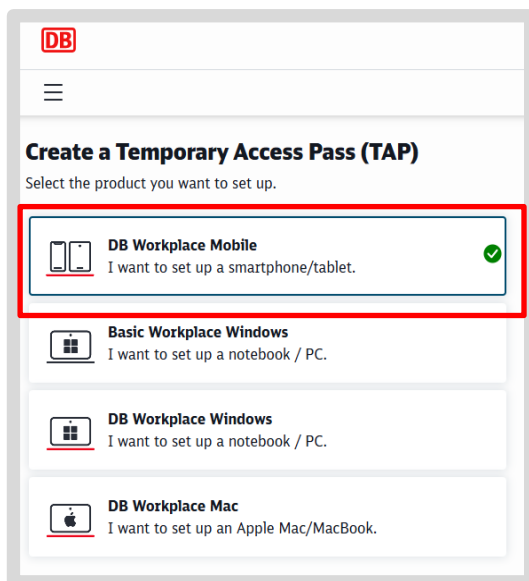 DB
Create a Temporary Access Pass (TAP)
Select the product you want to set up.
DB Workplace Mobile
I want to set up a smartphone/tablet.
Basic Workplace Windows
I want to set up a notebook / PC.
DB Workplace Windows
I want to set up a notebook / PC.
DB Workplace Mac
I want to set up an Apple Mac/MacBook.